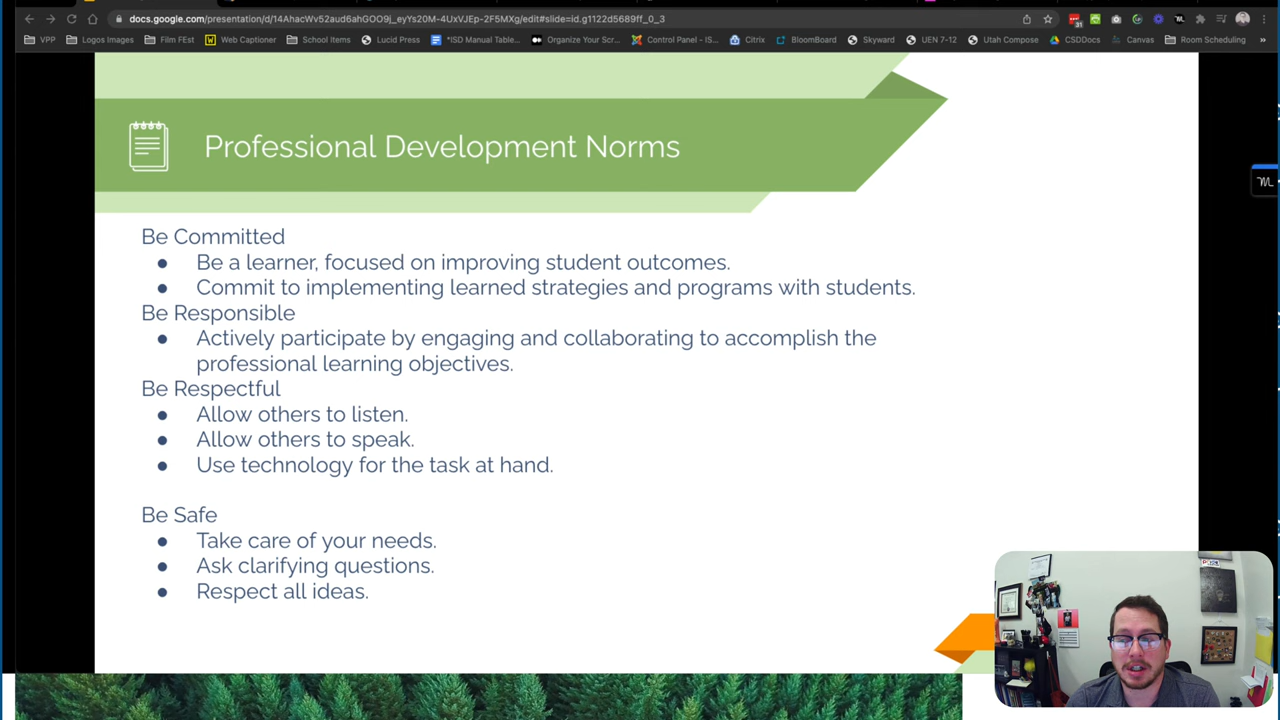 docs.google.com/presentation/d/14AhacWv52aud6ahGOO9j_eyYs20M-4UxVJEp-2F5MXg/edit#slide=id.g1122d5689ff_0_3
31
VPP Logos Images Film FEst Web Captioner School Items Lucid Press *ISD Manual Table... Organize Your Scr... Control Panel - IS... Citrix BloomBoard Skyward UEN 7-12 Utah Compose CSDDocs Canvas Room Scheduling »
Professional Development Norms
Be Committed
● Be a learner, focused on improving student outcomes.
● Commit to implementing learned strategies and programs with students.
Be Responsible
● Actively participate by engaging and collaborating to accomplish the
professional learning objectives.
Be Respectful
● Allow others to listen.
● Allow others to speak.
● Use technology for the task at hand.
Be Safe
● Take care of your needs.
● Ask clarifying questions.
● Respect all ideas.